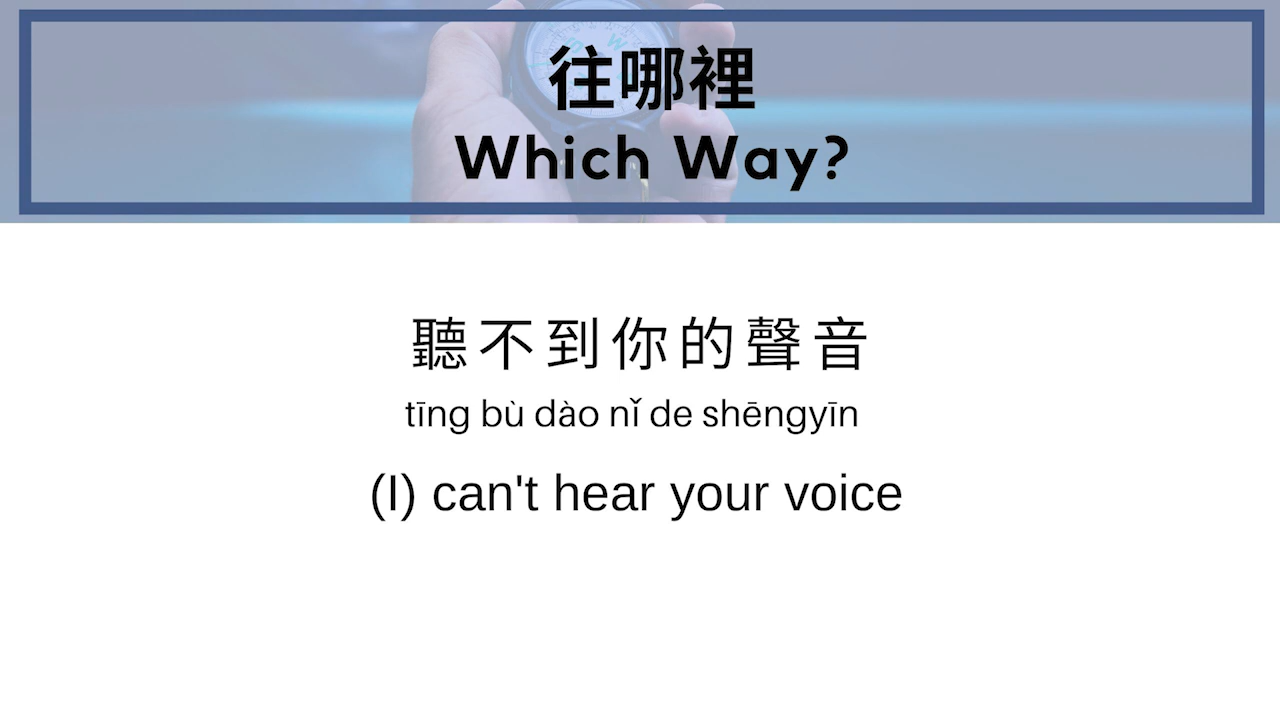 往哪裡
Which Way?
聽不到你的聲音
tīng bù dào nǐ de shēngyīn
(I) can't hear your voice